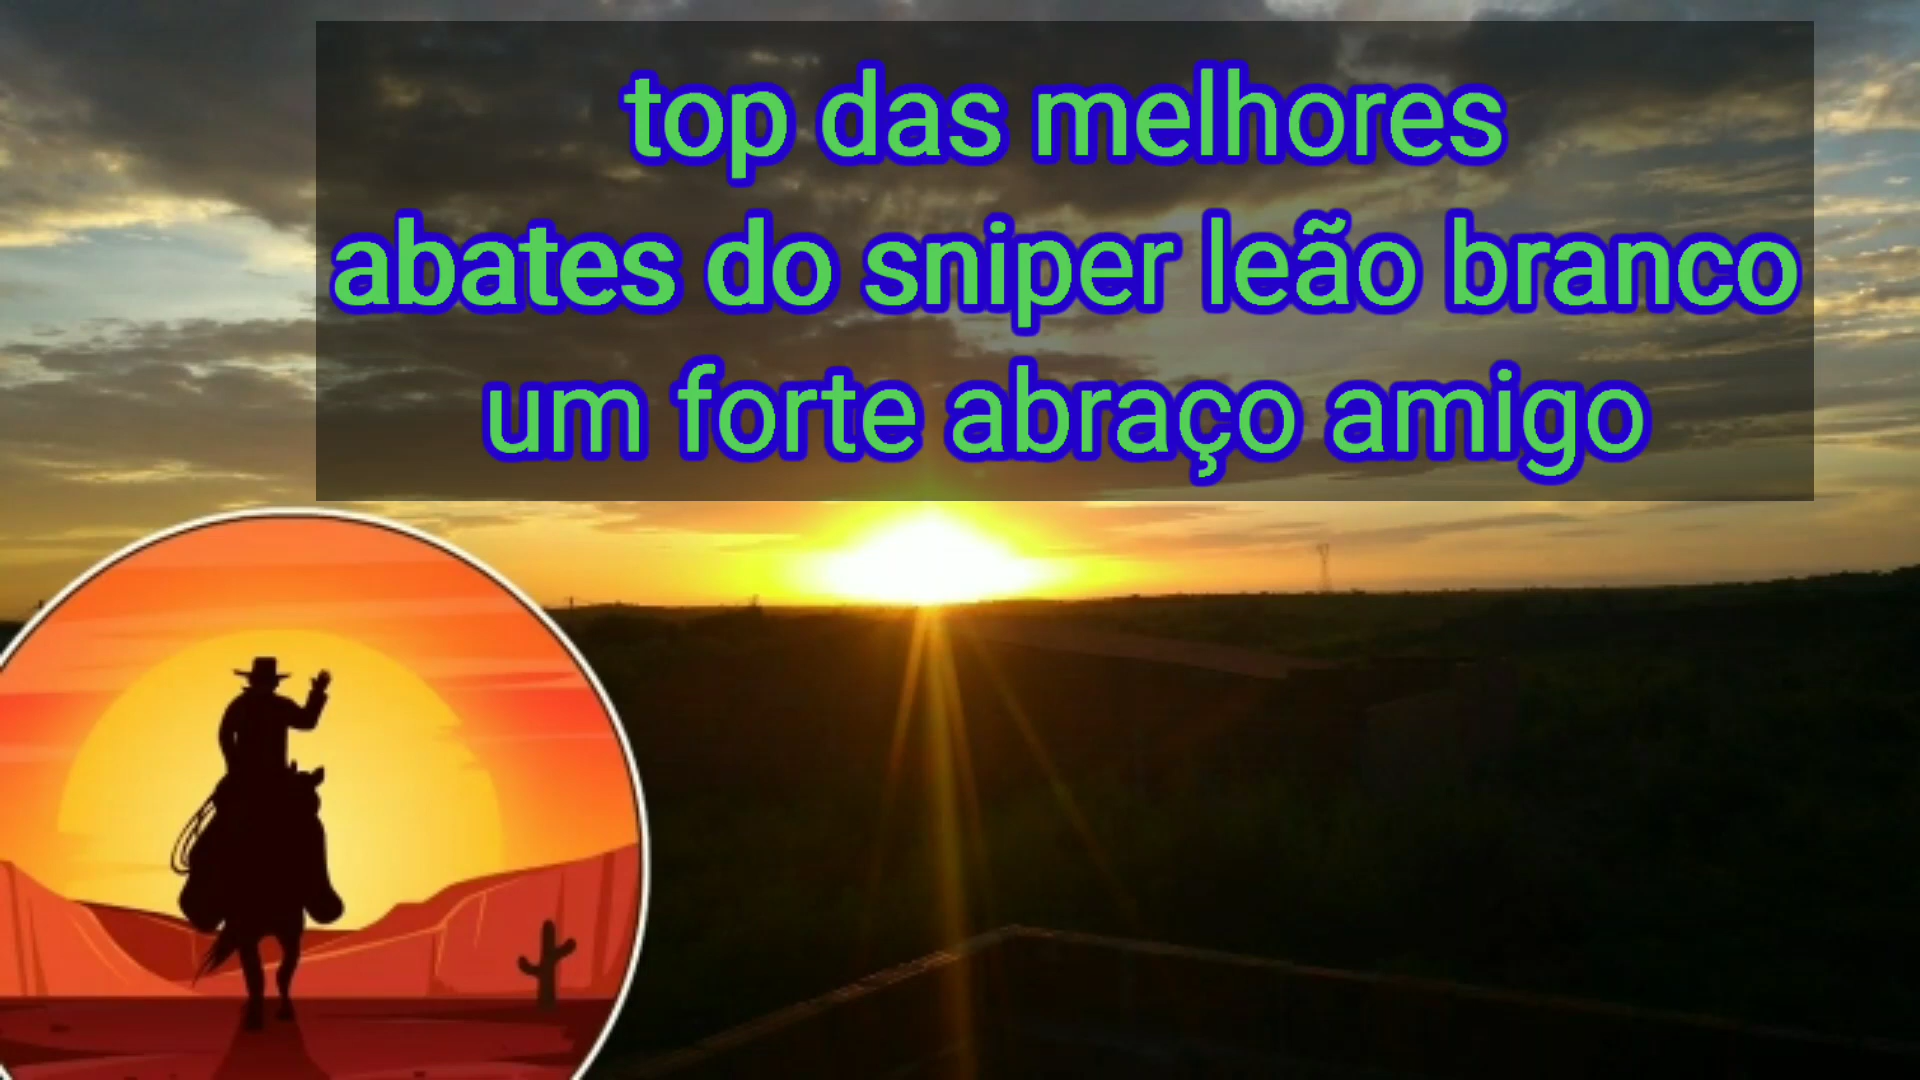 top das melhores
abates do sniper leão branco
um forte abraço amigo